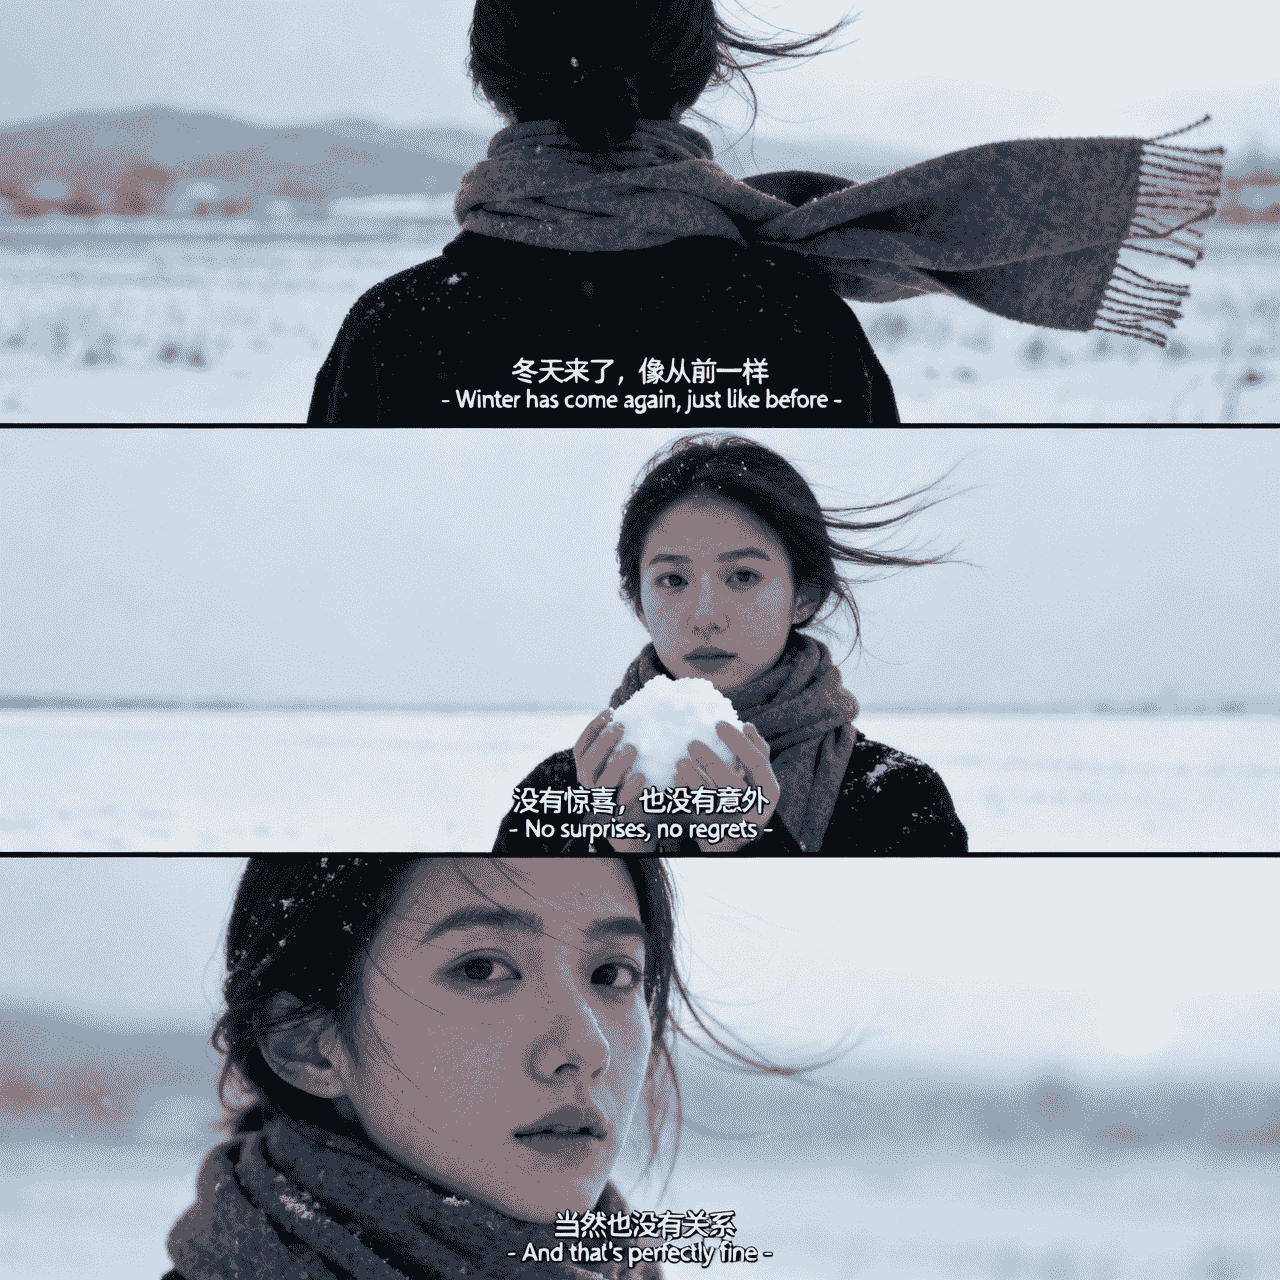 冬天来了，像从前一样
- Winter has come again, just like before -
没有惊喜，也没有意外
- No surprises, no regrets -
当然也没有关系
- And that's perfectly fine -